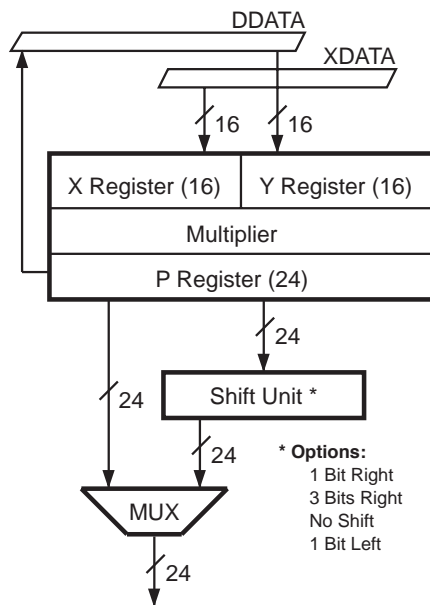 DDATA
XDATA
16
16
X Register (16)
Y Register (16)
Multiplier
P Register (24)
24
24
Shift Unit *
24
* Options:
1 Bit Right
3 Bits Right
No Shift
1 Bit Left
MUX
24